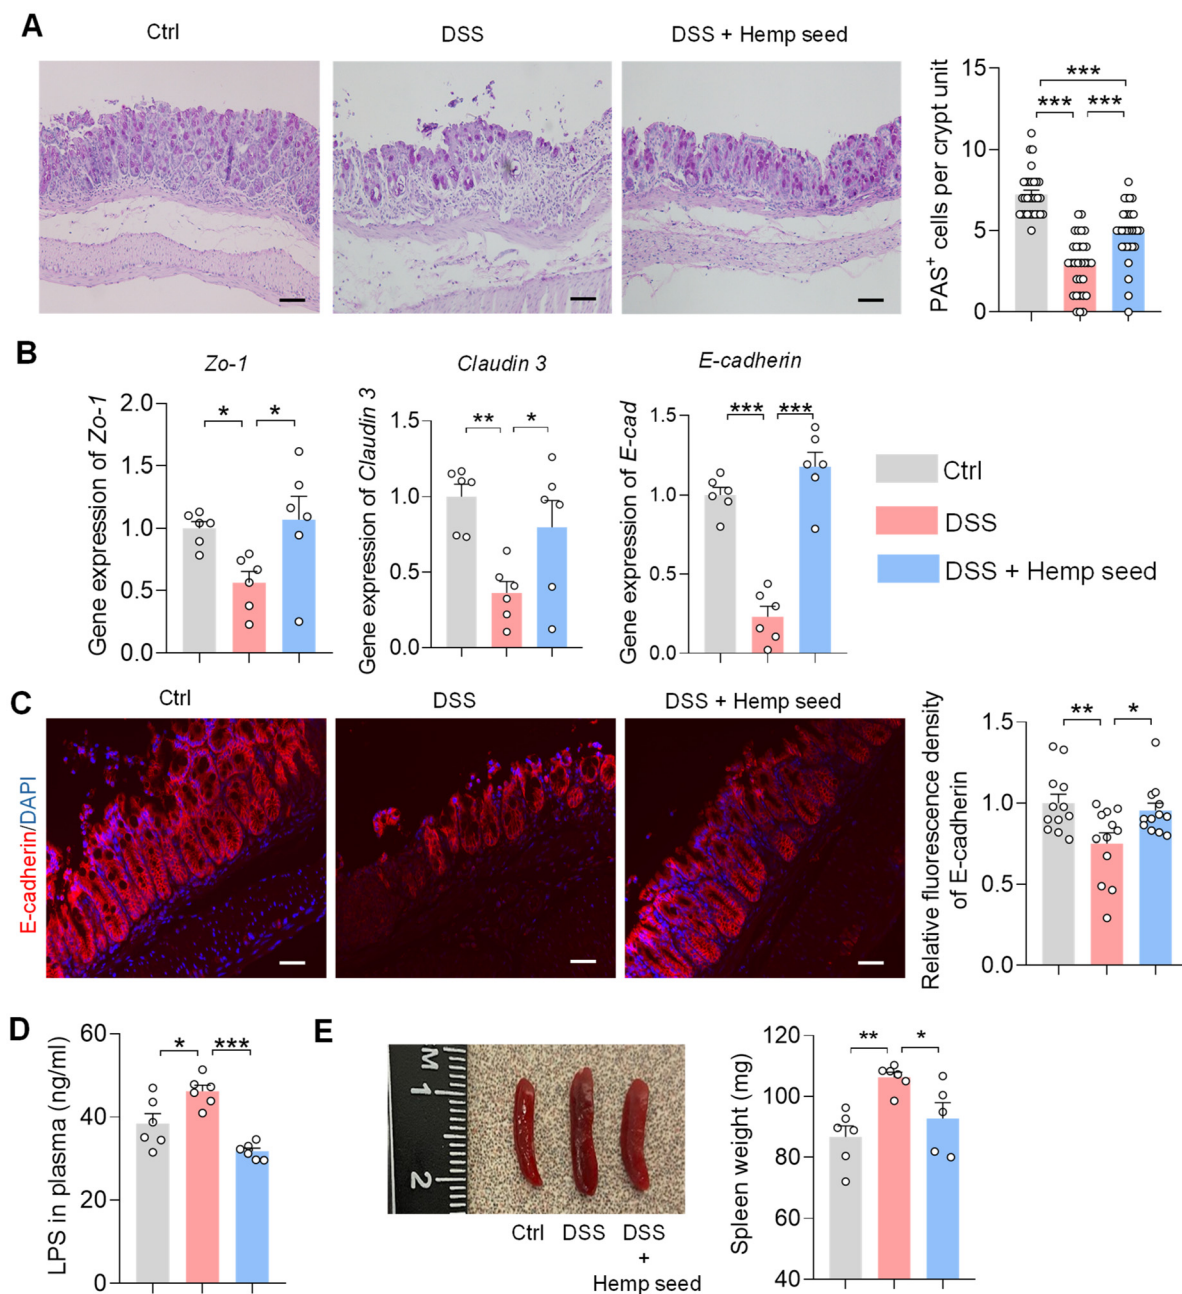 A
Ctrl
DSS
DSS + Hemp seed
PAS+ cells per crypt unit
15
10
5
0
***
***
***
B
Zo-1
Gene expression of Zo-1
2.0
1.5
1.0
0.5
0.0
*
*
Claudin 3
Gene expression of Claudin 3
1.5
1.0
0.5
0.0
**
*
E-cadherin
Gene expression of E-cad
1.5
1.0
0.5
0.0
***
***
Ctrl
DSS
DSS + Hemp seed
C
Ctrl
DSS
DSS + Hemp seed
E-cadherin/DAPI
Relative fluorescence density
of E-cadherin
1.5
1.0
0.5
0.0
**
*
D
LPS in plasma (ng/ml)
60
40
20
0
*
***
E
M
1
2
Ctrl
DSS
DSS
+
Hemp seed
Spleen weight (mg)
120
100
80
60
40
**
*